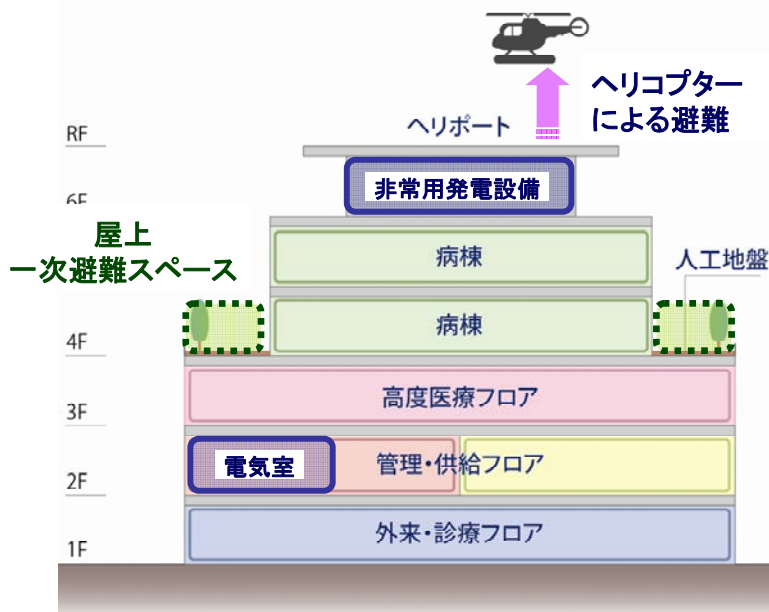 ヘリコプター
による避難
ヘリポート
RF
非常用発電設備
6F
屋上
一次避難スペース
病棟
人工地盤
病棟
4F
高度医療フロア
3F
電気室
管理・供給フロア
2F
外来・診療フロア
1F